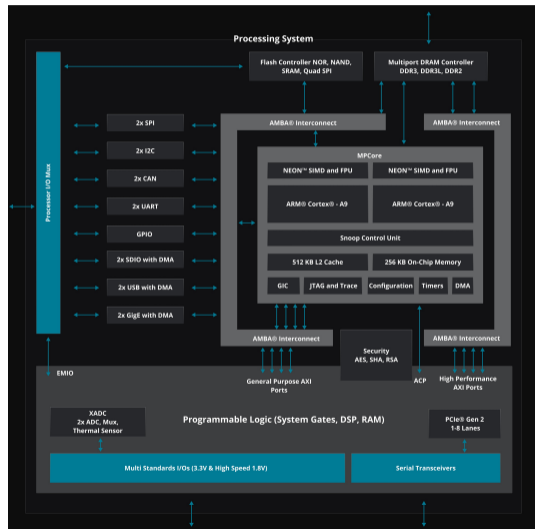 Processing System
Flash Controller NOR, NAND,
SRAM, Quad SPI
Multiport DRAM Controller
DDR3, DDR3L, DDR2
Processor I/O Mux
2x SPI
2x I2C
2x CAN
2x UART
GPIO
2x SDIO with DMA
2x USB with DMA
2x GigE with DMA
AMBA® Interconnect
AMBA® Interconnect
MPCore
NEON™ SIMD and FPU
NEON™ SIMD and FPU
ARM® Cortex® - A9
ARM® Cortex® - A9
Snoop Control Unit
512 KB L2 Cache
256 KB On-Chip Memory
GIC
JTAG and Trace
Configuration
Timers
DMA
AMBA® Interconnect
AMBA® Interconnect
Security
AES, SHA, RSA
EMIO
General Purpose AXI
Ports
ACP
High Performance
AXI Ports
XADC
2x ADC, Mux,
Thermal Sensor
Programmable Logic (System Gates, DSP, RAM)
PCIe® Gen 2
1-8 Lanes
Multi Standards I/Os (3.3V & High Speed 1.8V)
Serial Transceivers